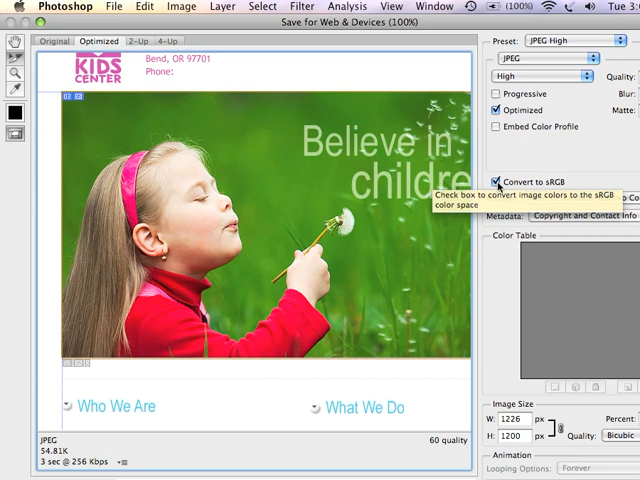 Photoshop File Edit Image Layer Select Filter Analysis View Window (100%) Tue 3:
Save for Web & Devices (100%)
Original Optimized 2-Up 4-Up
KIDS
CENTER
Bend, OR 97701
Phone:
03
Believe in
childre
Who We Are
What We Do
JPEG
54.81K
3 sec @ 256 Kbps
60 quality
Preset: JPEG High
JPEG
High
Quality:
Progressive
Blur:
Optimized
Matte:
Embed Color Profile
Convert to sRGB
Check box to convert image colors to the sRGB
color space
Co
Metadata: Copyright and Contact Info
Color Table
Image Size
W: 1226 px
Percent:
H: 1200 px
Quality: Bicubic
Animation
Looping Options: Forever